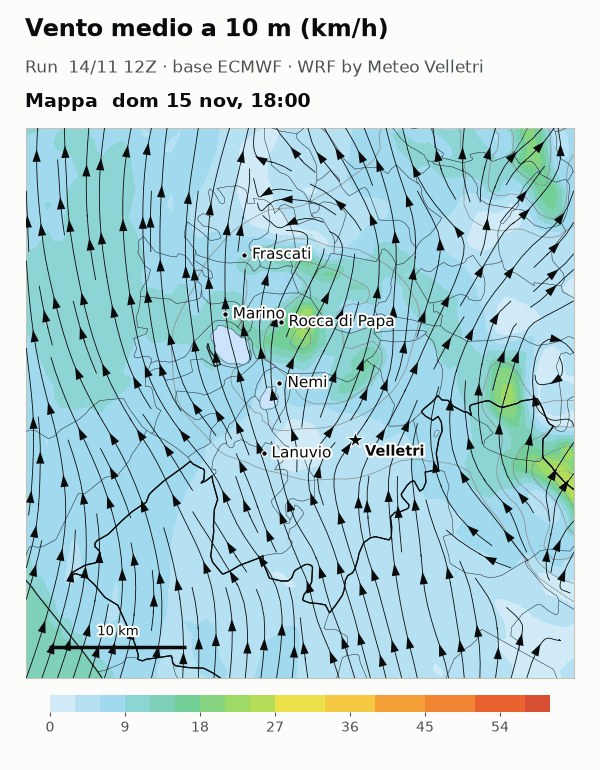 Vento medio a 10 m (km/h)
Run  14/11 12Z · base ECMWF · WRF by Meteo Velletri
Mappa  dom 15 nov, 18:00
Frascati
Marino
Rocca di Papa
Nemi
Velletri
Lanuvio
10 km
0 9 18 27 36 45 54